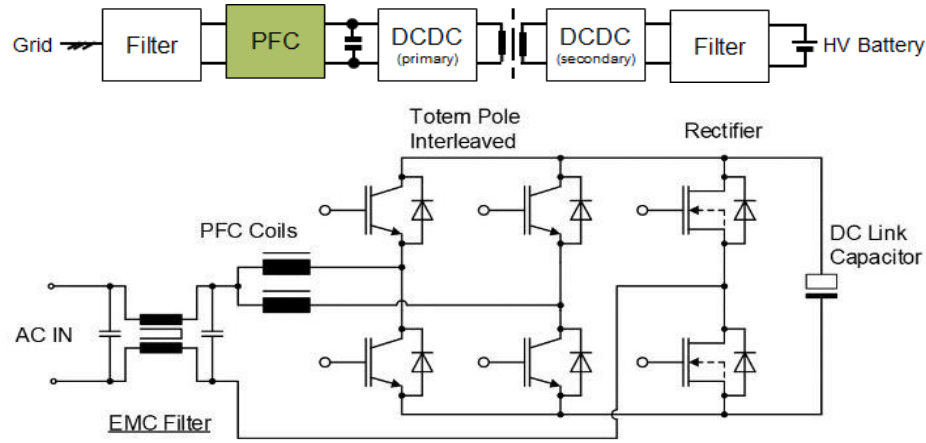 Grid
Filter
PFC
DCDC
(primary)
DCDC
(secondary)
Filter
HV Battery
Totem Pole
Interleaved
Rectifier
PFC Coils
DC Link
Capacitor
AC IN
EMC Filter